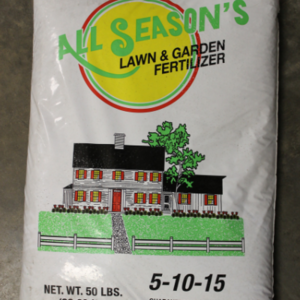 ALL SEASON'S
LAWN & GARDEN
FERTILIZER
5-10-15
NET. WT. 50 LBS.